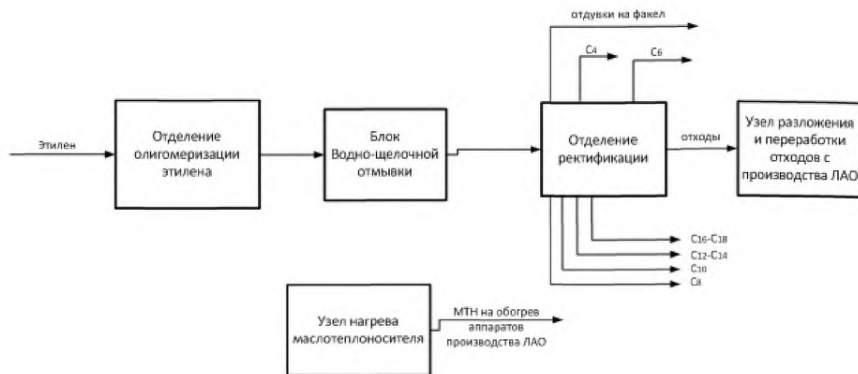 отдувки на факел
C4
C6
Этилен
Отделение
олигомеризации
этилена
Блок
Водно-щелочной
отмывки
Отделение
ректификации
отходы
Узел разложения
и переработки
отходов с
производства ЛАО
C16-C18
C12-C14
C10
C8
Узел нагрева
маслотеплоносителя
МТН на обогрев
аппаратов
производства ЛАО